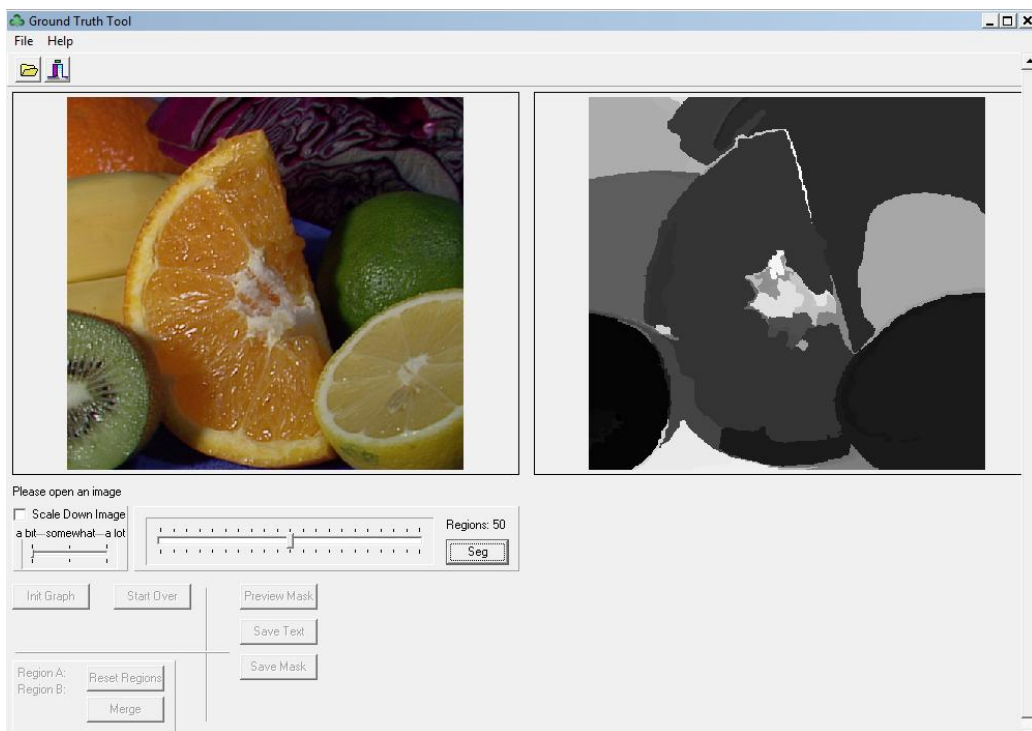 Ground Truth Tool
File Help
Please open an image
Scale Down Image
a bit---somewhat---a lot
Regions: 50
Seg
Init Graph
Start Over
Preview Mask
Save Text
Save Mask
Region A:
Region B:
Reset Regions
Merge